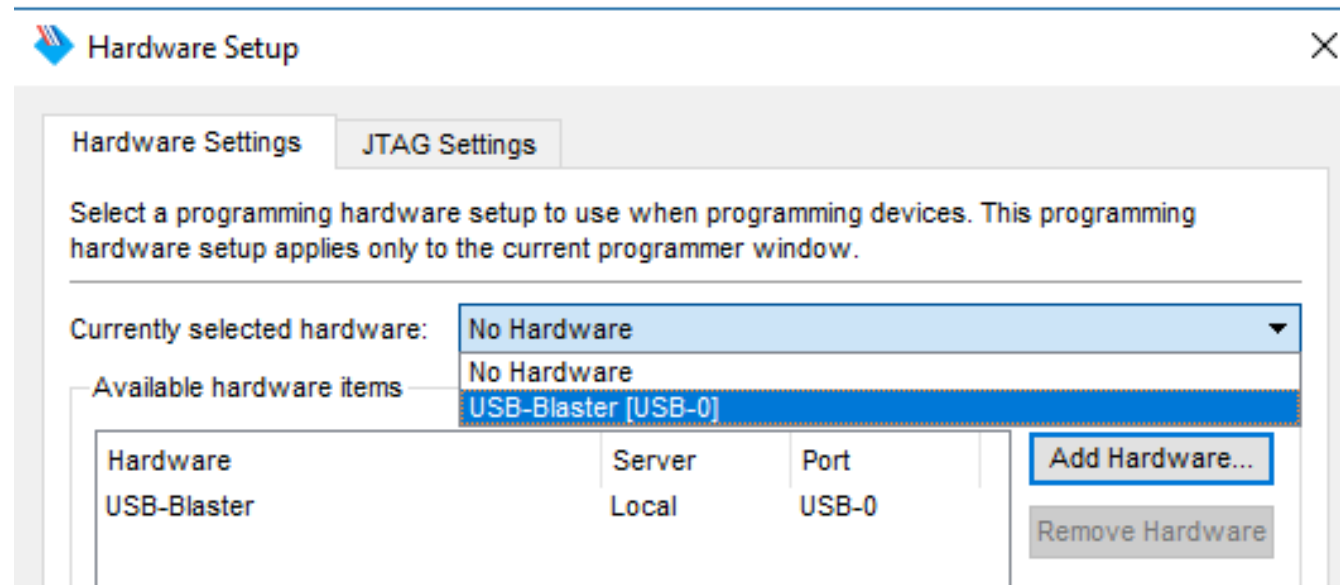 Hardware Setup
Hardware Settings
JTAG Settings
Select a programming hardware setup to use when programming devices. This programming
hardware setup applies only to the current programmer window.
Currently selected hardware:
No Hardware
No Hardware
USB-Blaster [USB-0]
Available hardware items
Hardware Server Port
USB-Blaster Local USB-0
Add Hardware...
Remove Hardware